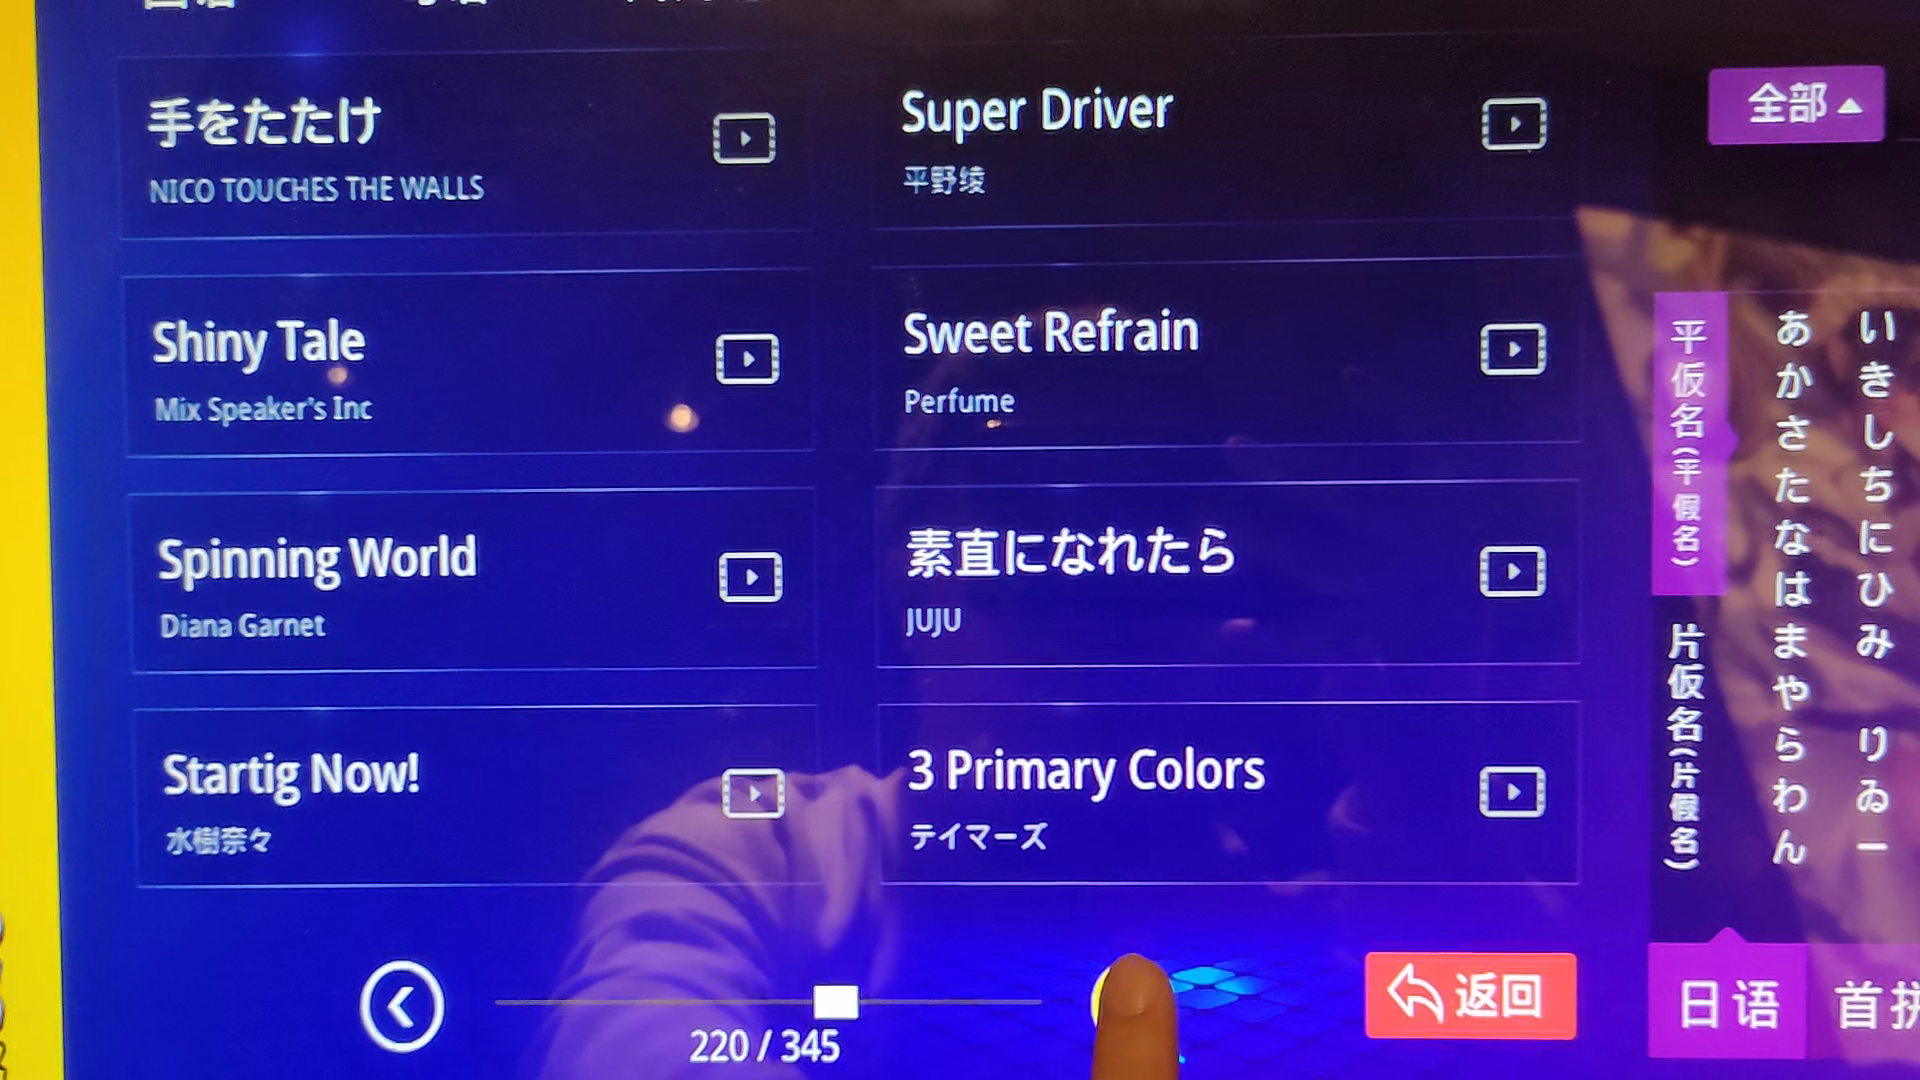 手をたたけ
NICO TOUCHES THE WALLS
Super Driver
平野绫
Shiny Tale
Mix Speaker's Inc
Sweet Refrain
Perfume
Spinning World
Diana Garnet
素直になれたら
JUJU
Startig Now!
水樹奈々
3 Primary Colors
テイマーズ
220 / 345
返回
全部
平仮名(平假名)
片仮名(片假名)
あかさたなはまやらわん
いきしちにひみ りゐー
日语
首拼